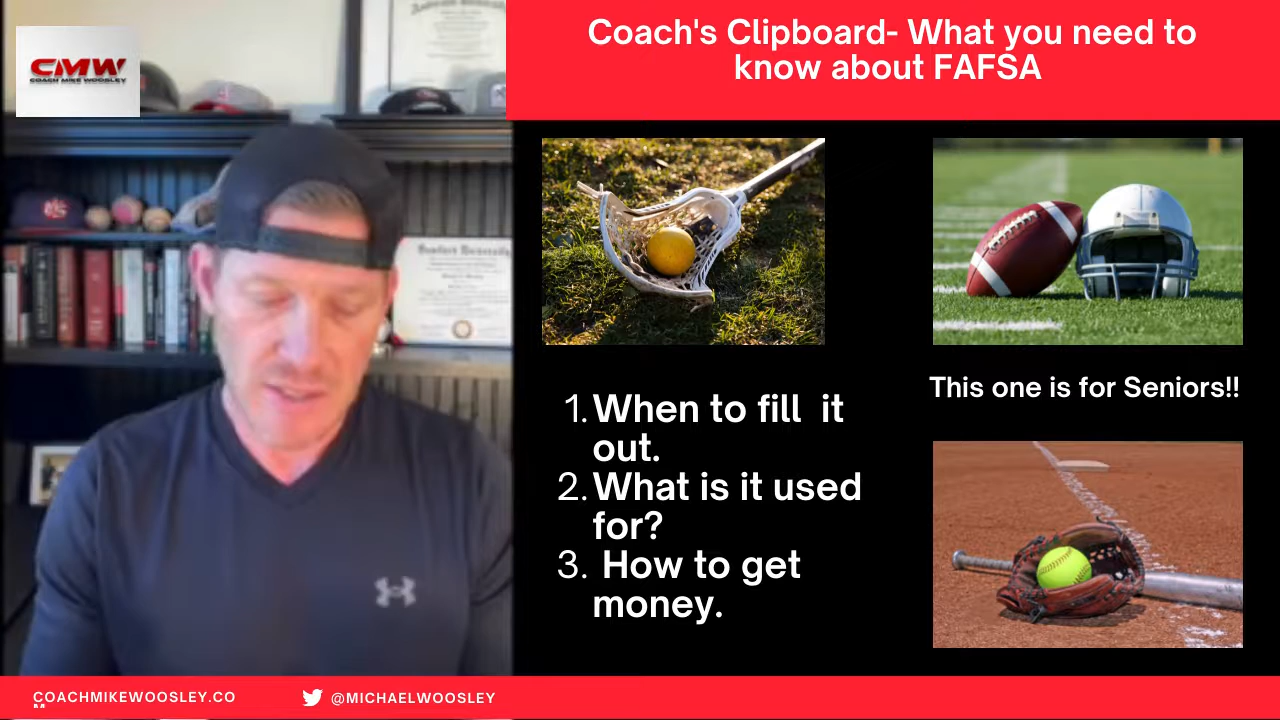 CMW
COACH MIKE WOOSLEY
Coach's Clipboard- What you need to
know about FAFSA
This one is for Seniors!!
1. When to fill  it
out.
2. What is it used
for?
3. How to get
money.
COACHMIKEWOOSLEY.CO
M
@MICHAELWOOSLEY